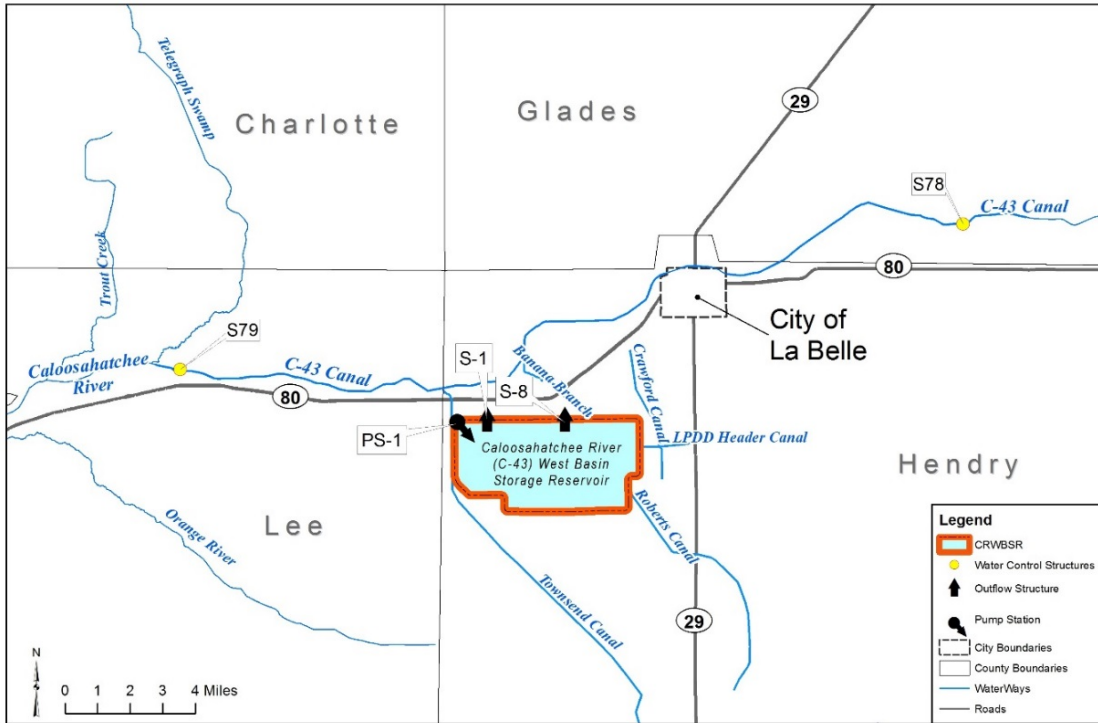 Telegraph Swamp
Charlotte
Glades
29
S78
C-43 Canal
80
Trout Creek
City of
La Belle
S79
Caloosahatchee
River
C-43 Canal
80
S-1
Banana Branch
S-8
Crawford Canal
PS-1
LPDD Header Canal
Caloosahatchee River
(C-43) West Basin
Storage Reservoir
Hendry
Lee
Orange River
Roberts Canal
Townsend Canal
29
N
0 1 2 3 4 Miles
Legend
CRWBSR
Water Control Structures
Outflow Structure
Pump Station
City Boundaries
County Boundaries
WaterWays
Roads